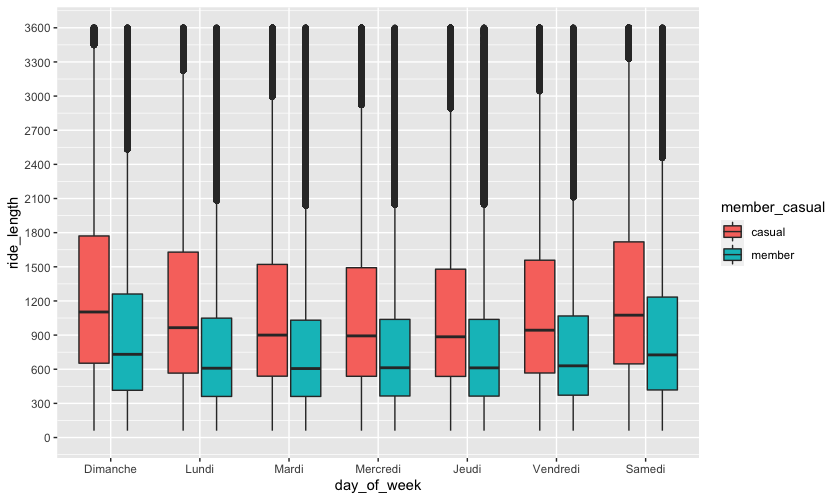 3600
3300
3000
2700
2400
2100
1800
1500
1200
900
600
300
0
ride_length
Dimanche Lundi Mardi Mercredi Jeudi Vendredi Samedi
day_of_week
member_casual
casual
member